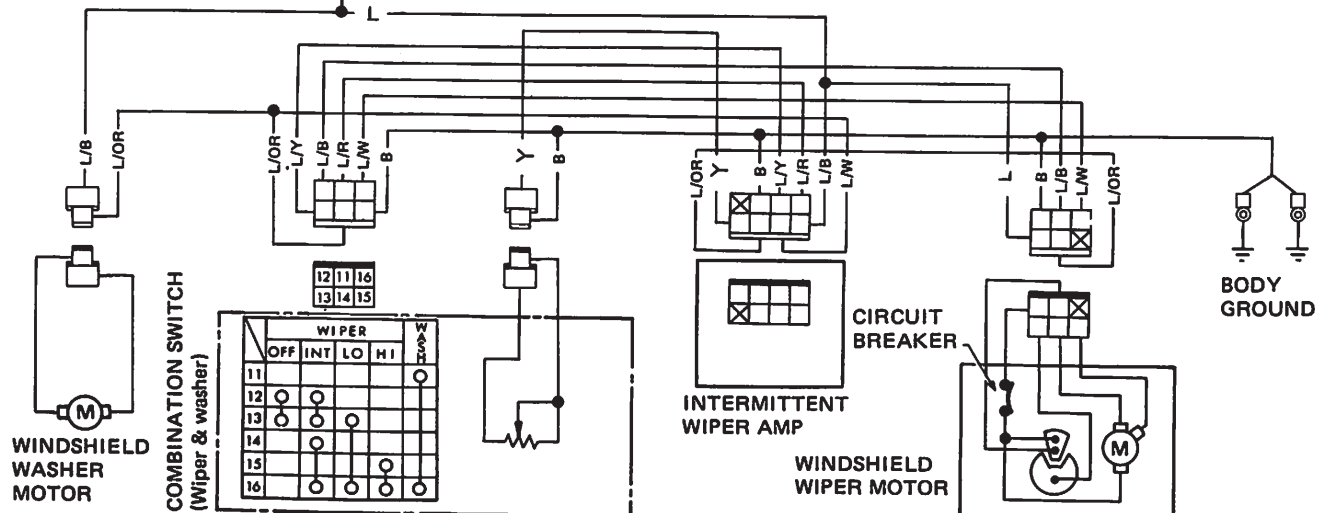 L
L/B
L/OR
L/OR
L/Y
L/B
L/R
L/W
B
Y
B
L/OR
Y
B
L/Y
L/R
L/B
L/W
L
B
L/B
L/W
L/OR
BODY
GROUND
12 11 16
13 14 15
COMBINATION SWITCH
(Wiper & washer)
WIPER
WASH
OFF INT LO HI
11
12
13
14
15
16
M
WINDSHIELD
WASHER
MOTOR
INTERMITTENT
WIPER AMP
CIRCUIT
BREAKER
WINDSHIELD
WIPER MOTOR
M